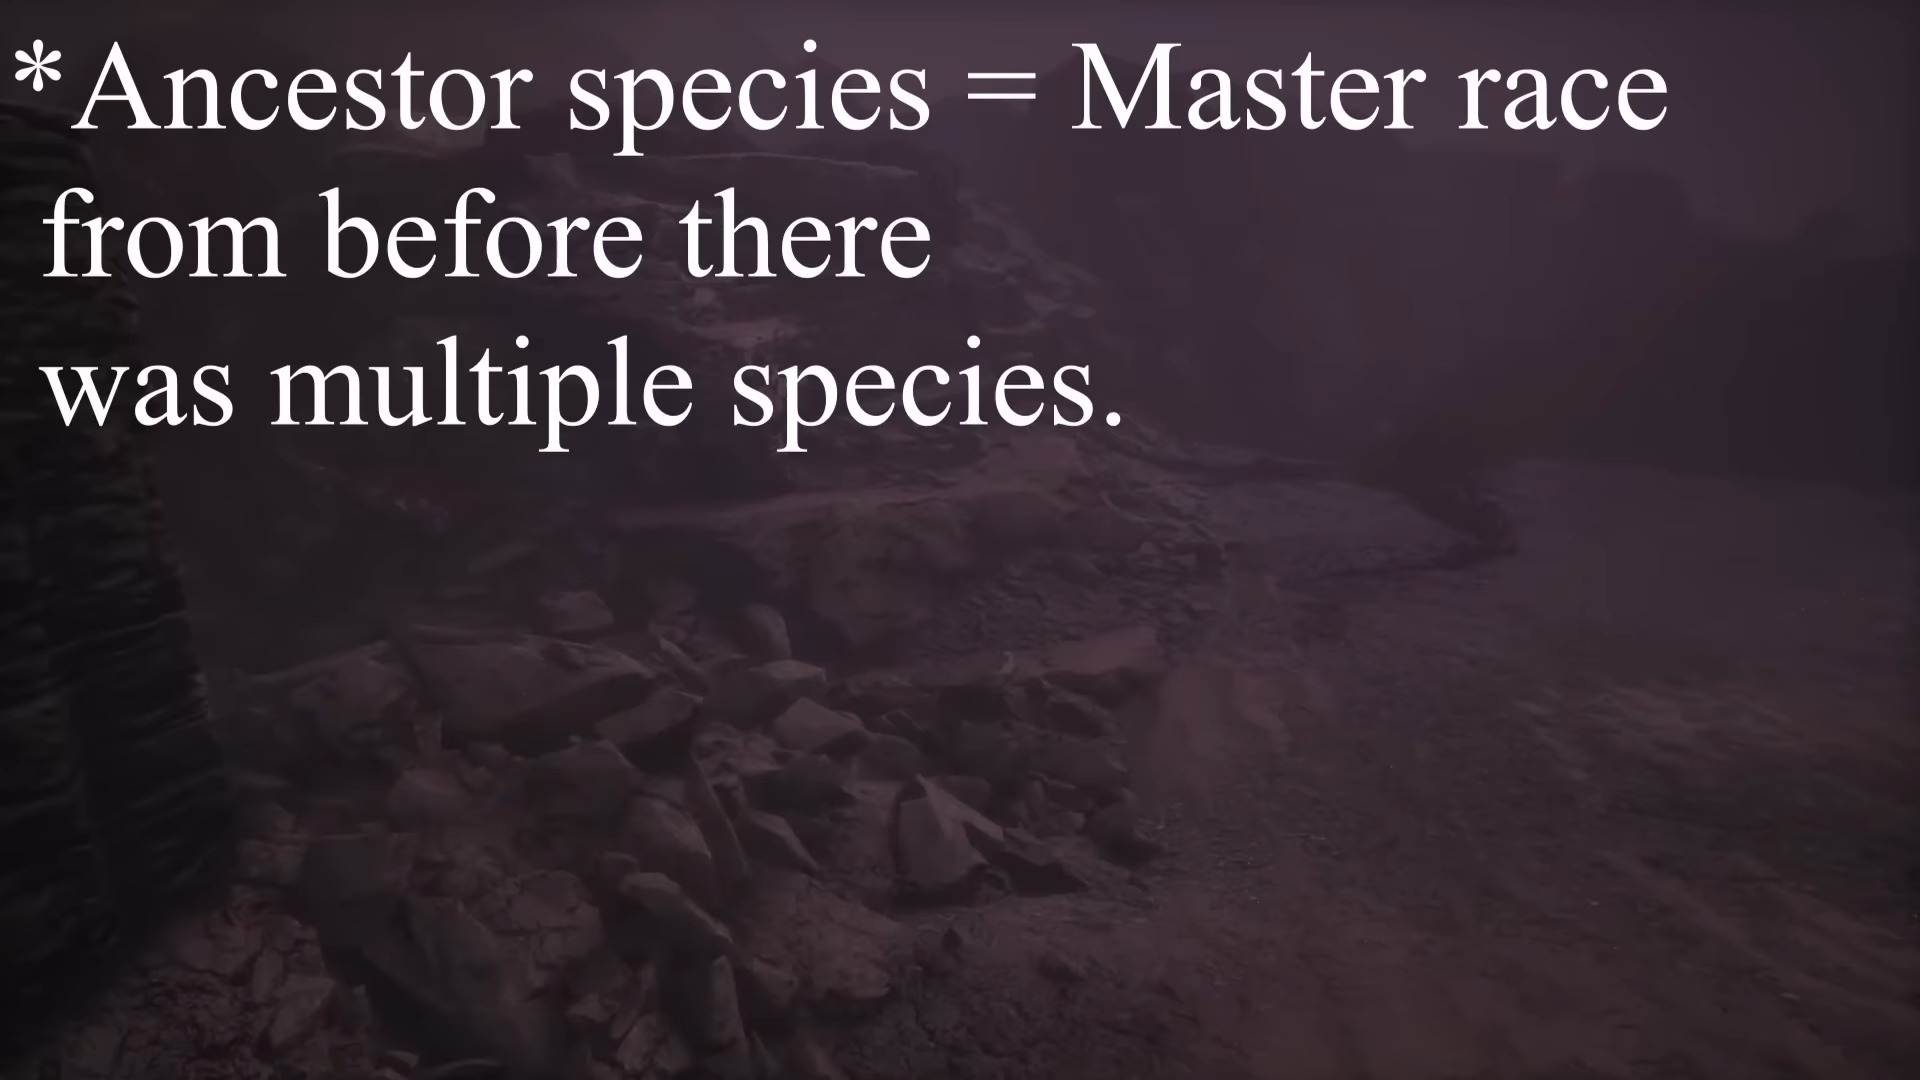 *Ancestor species = Master race
from before there
was multiple species.